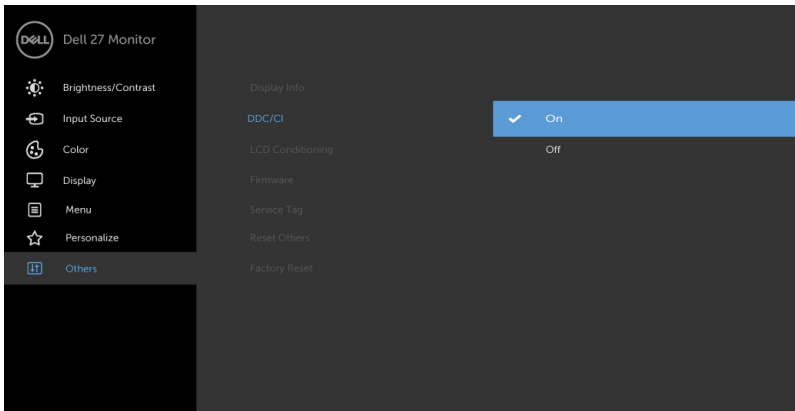 DELL Dell 27 Monitor
Brightness/Contrast
Display Info
Input Source
DDC/CI
On
Color
LCD Conditioning
Off
Display
Firmware
Menu
Service Tag
Personalize
Reset Others
Others
Factory Reset